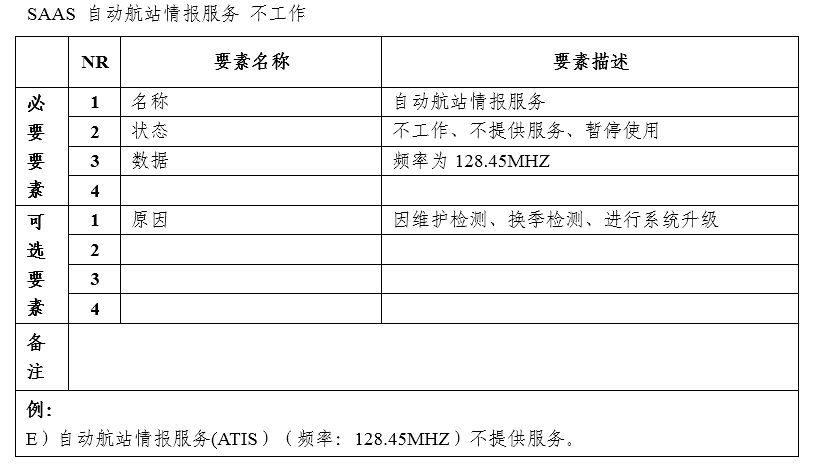 SAAS 自动航站情报服务 不工作
NR 要素名称 要素描述
必要要素
1 名称 自动航站情报服务
2 状态 不工作、不提供服务、暂停使用
3 数据 频率为 128.45MHZ
4
可选要素
1 原因 因维护检测、换季检测、进行系统升级
2
3
4
备注
例：
E）自动航站情报服务(ATIS）（频率：128.45MHZ）不提供服务。